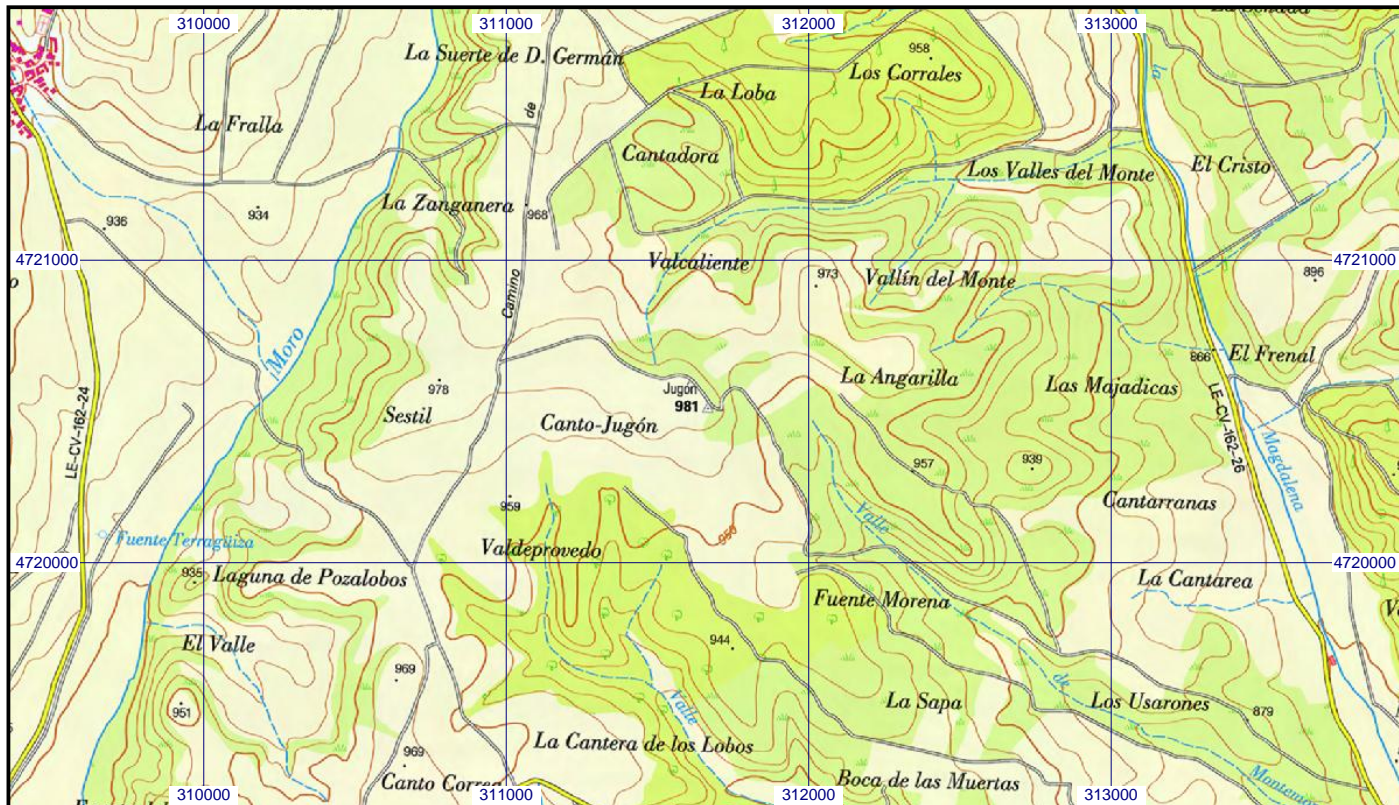 310000
311000
312000
313000
La Suerte de D. Germán
958
Los Corrales
La Loba
la
de
La Fralla
Cantadora
El Cristo
Los Valles del Monte
La Zanganera
936
934
968
4721000
4721000
Valcaliente
973
Vallín del Monte
896
Camino
Moro
866
El Frenal
978
Jugón
981
La Angarilla
Las Majadicas
Sestil
Canto-Jugón
LE-CV-162-24
LE-CV-162-26
Magdalena
957
939
959
Cantarranas
Valle
950
Fuente Terragüiza
Valdeprovedo
4720000
4720000
935
Laguna de Pozalobos
La Cantárea
Fuente Morena
El Valle
944
969
de
951
Valle
La Sapa
Los Usarones
879
La Cantera de los Lobos
969
Canto Correa
Boca de las Muertas
310000
311000
312000
313000